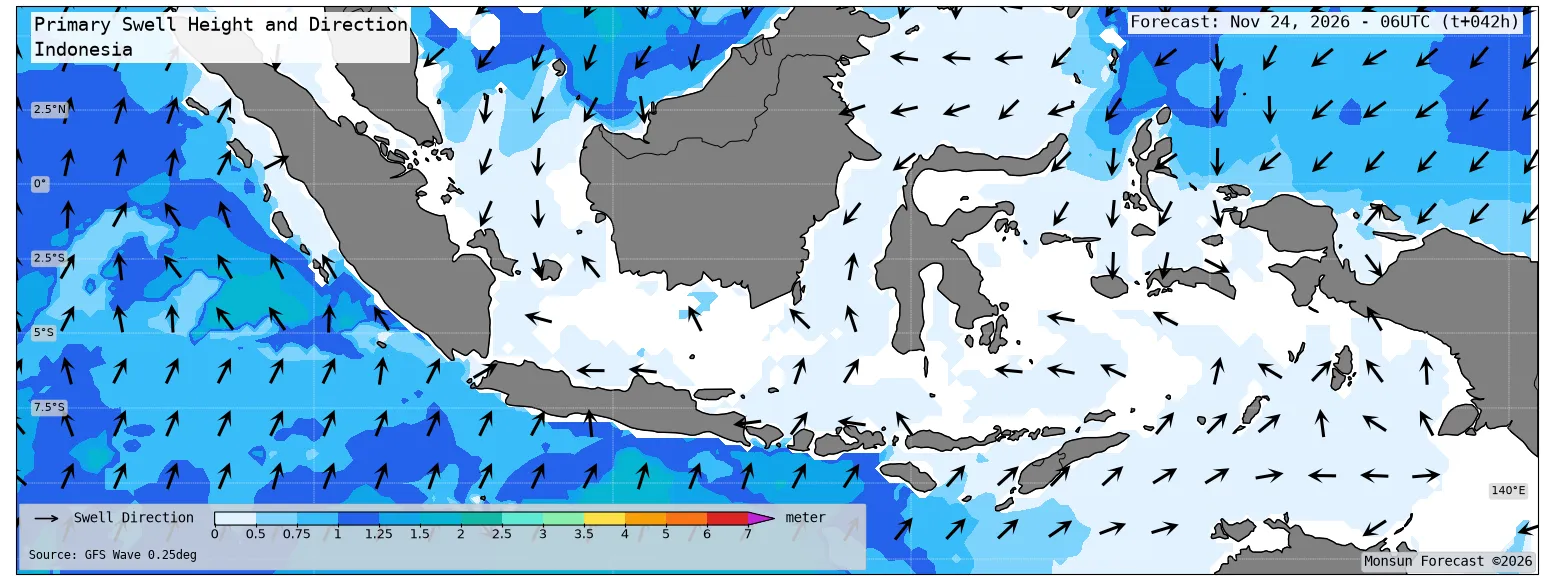 Primary Swell Height and Direction
Indonesia
Forecast: Nov 24, 2026 - 06UTC (t+042h)
2.5°N
0°
2.5°S
5°S
7.5°S
140°E
Swell Direction
0 0.5 0.75 1 1.25 1.5 2 2.5 3 3.5 4 5 6 7
meter
Source: GFS Wave 0.25deg
Monsun Forecast ©2026